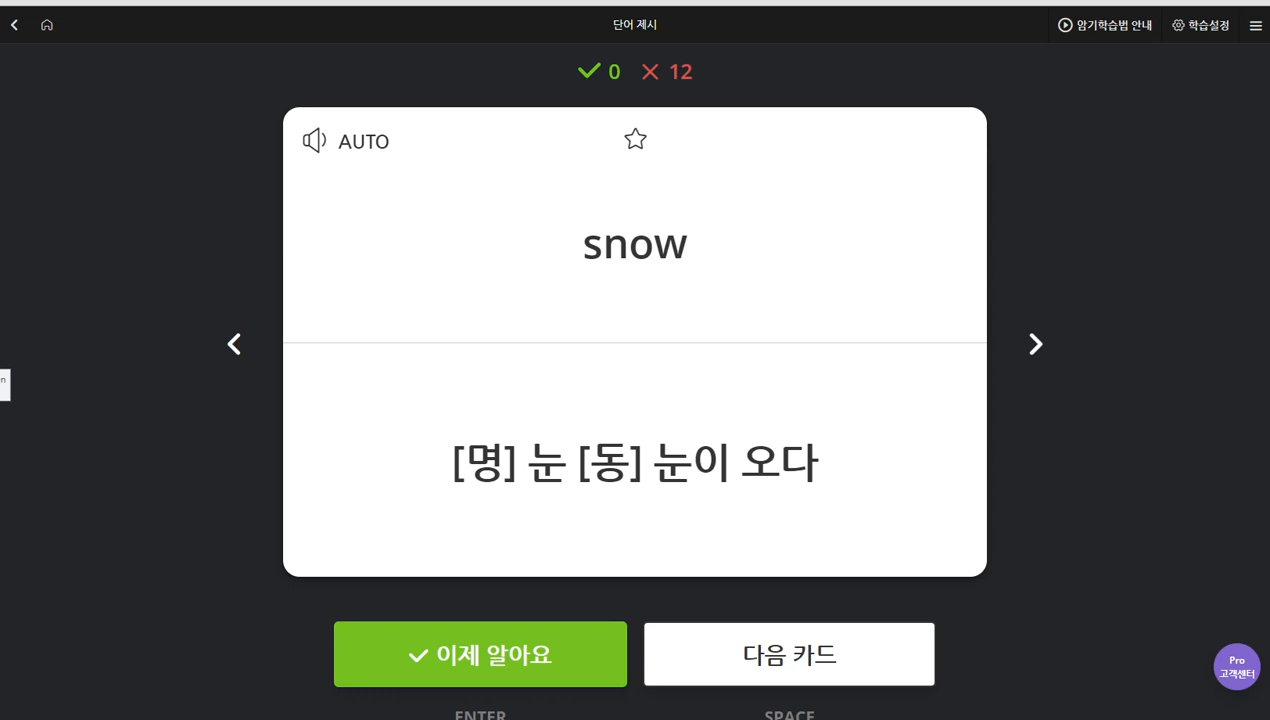 단어 제시
암기학습법 안내
학습설정
0
12
AUTO
snow
[명] 눈 [동] 눈이 오다
이제 알아요
다음 카드
ENTER
SPACE
Pro
고객센터